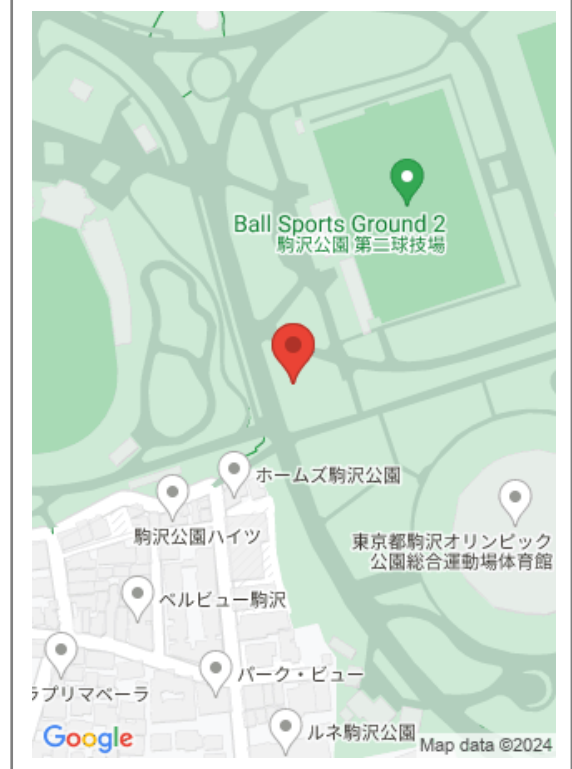 Ball Sports Ground 2
駒沢公園 第二球技場
ホームズ駒沢公園
駒沢公園ハイツ
東京都駒沢オリンピック
公園総合運動場体育館
ベルビュー駒沢
パーク・ビュー
ラプリマベーラ
ルネ駒沢公園
Google
Map data ©2024